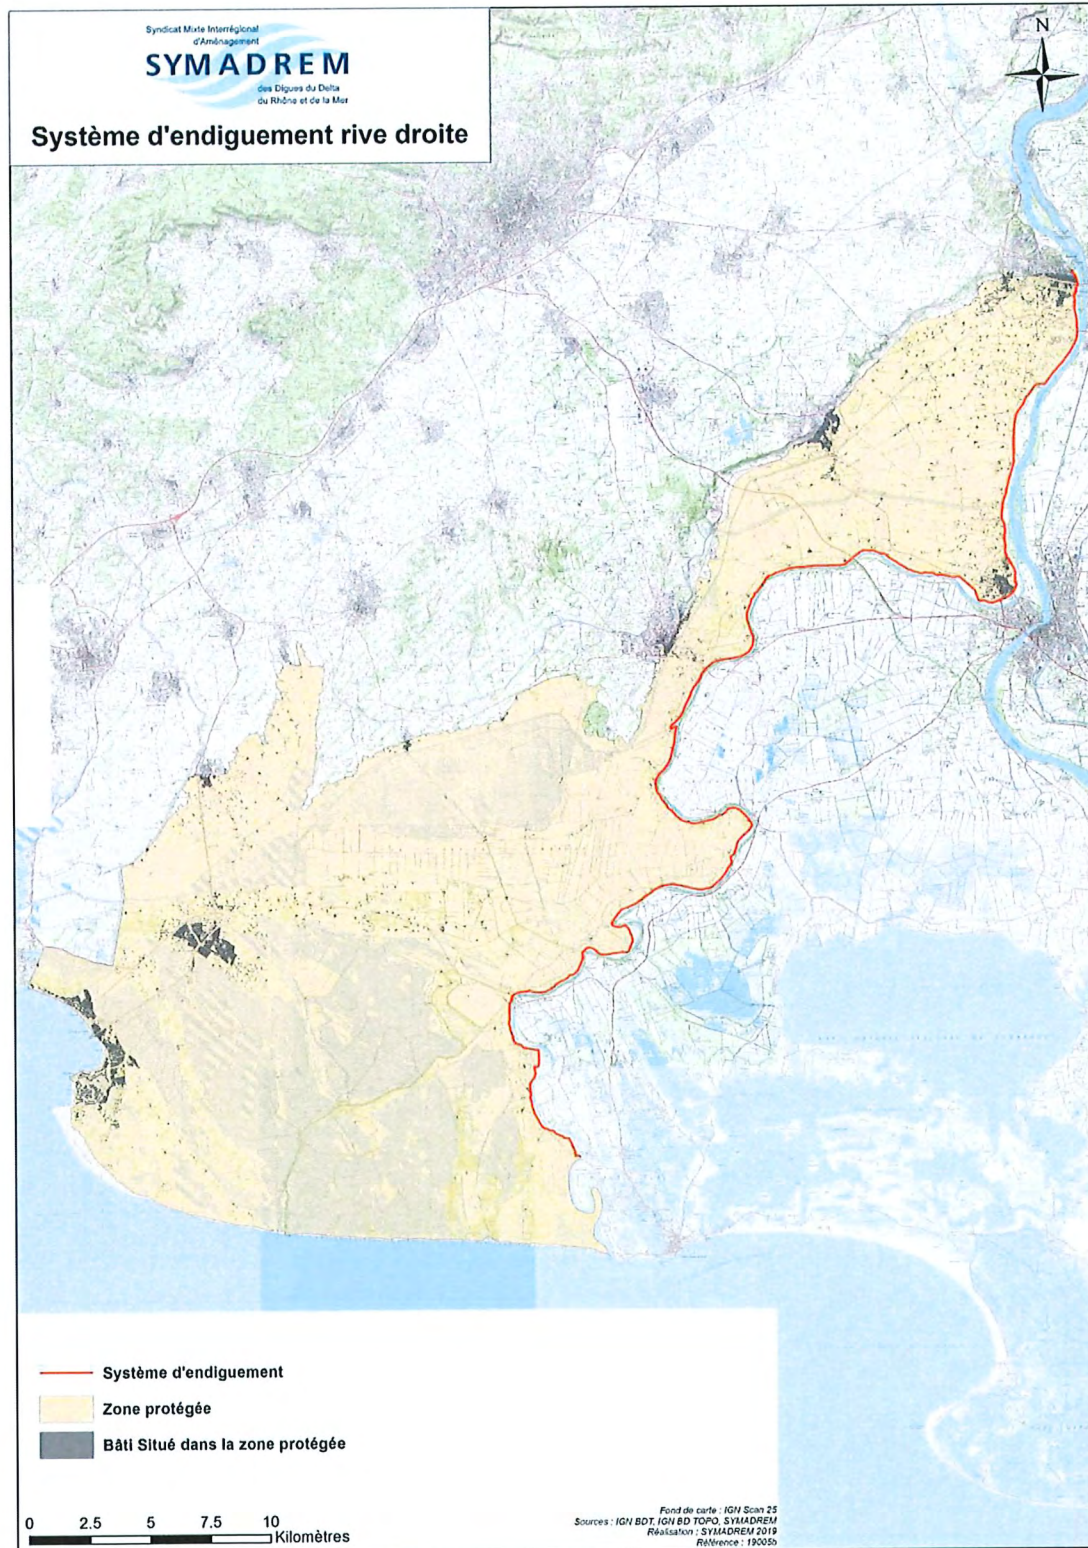 Syndicat Mixte Interrégional
d'Aménagement
SYMADREM
des Digues du Delta
du Rhône et de la Mer
Système d'endiguement rive droite
N
Système d'endiguement
Zone protégée
Bâti Situé dans la zone protégée
0 2.5 5 7.5 10
Kilomètres
Fond de carte : IGN Scan 25
Sources : IGN BDT, IGN BD TOPO, SYMADREM
Réalisation : SYMADREM 2019
Référence : 19005b